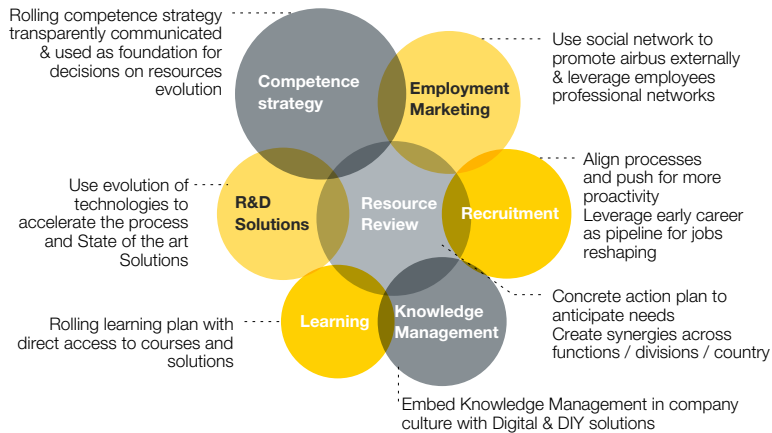 Rolling competence strategy
transparently communicated
& used as foundation for
decisions on resources
evolution
Competence
strategy
Employment
Marketing
Use social network to
promote airbus externally
& leverage employees
professional networks
Use evolution of
technologies to
accelerate the process
and State of the art
Solutions
R&D
Solutions
Resource
Review
Recruitment
Align processes
and push for more
proactivity
Leverage early career
as pipeline for jobs
reshaping
Rolling learning plan with
direct access to courses and
solutions
Learning
Knowledge
Management
Concrete action plan to
anticipate needs
Create synergies across
functions / divisions / country
Embed Knowledge Management in company
culture with Digital & DIY solutions